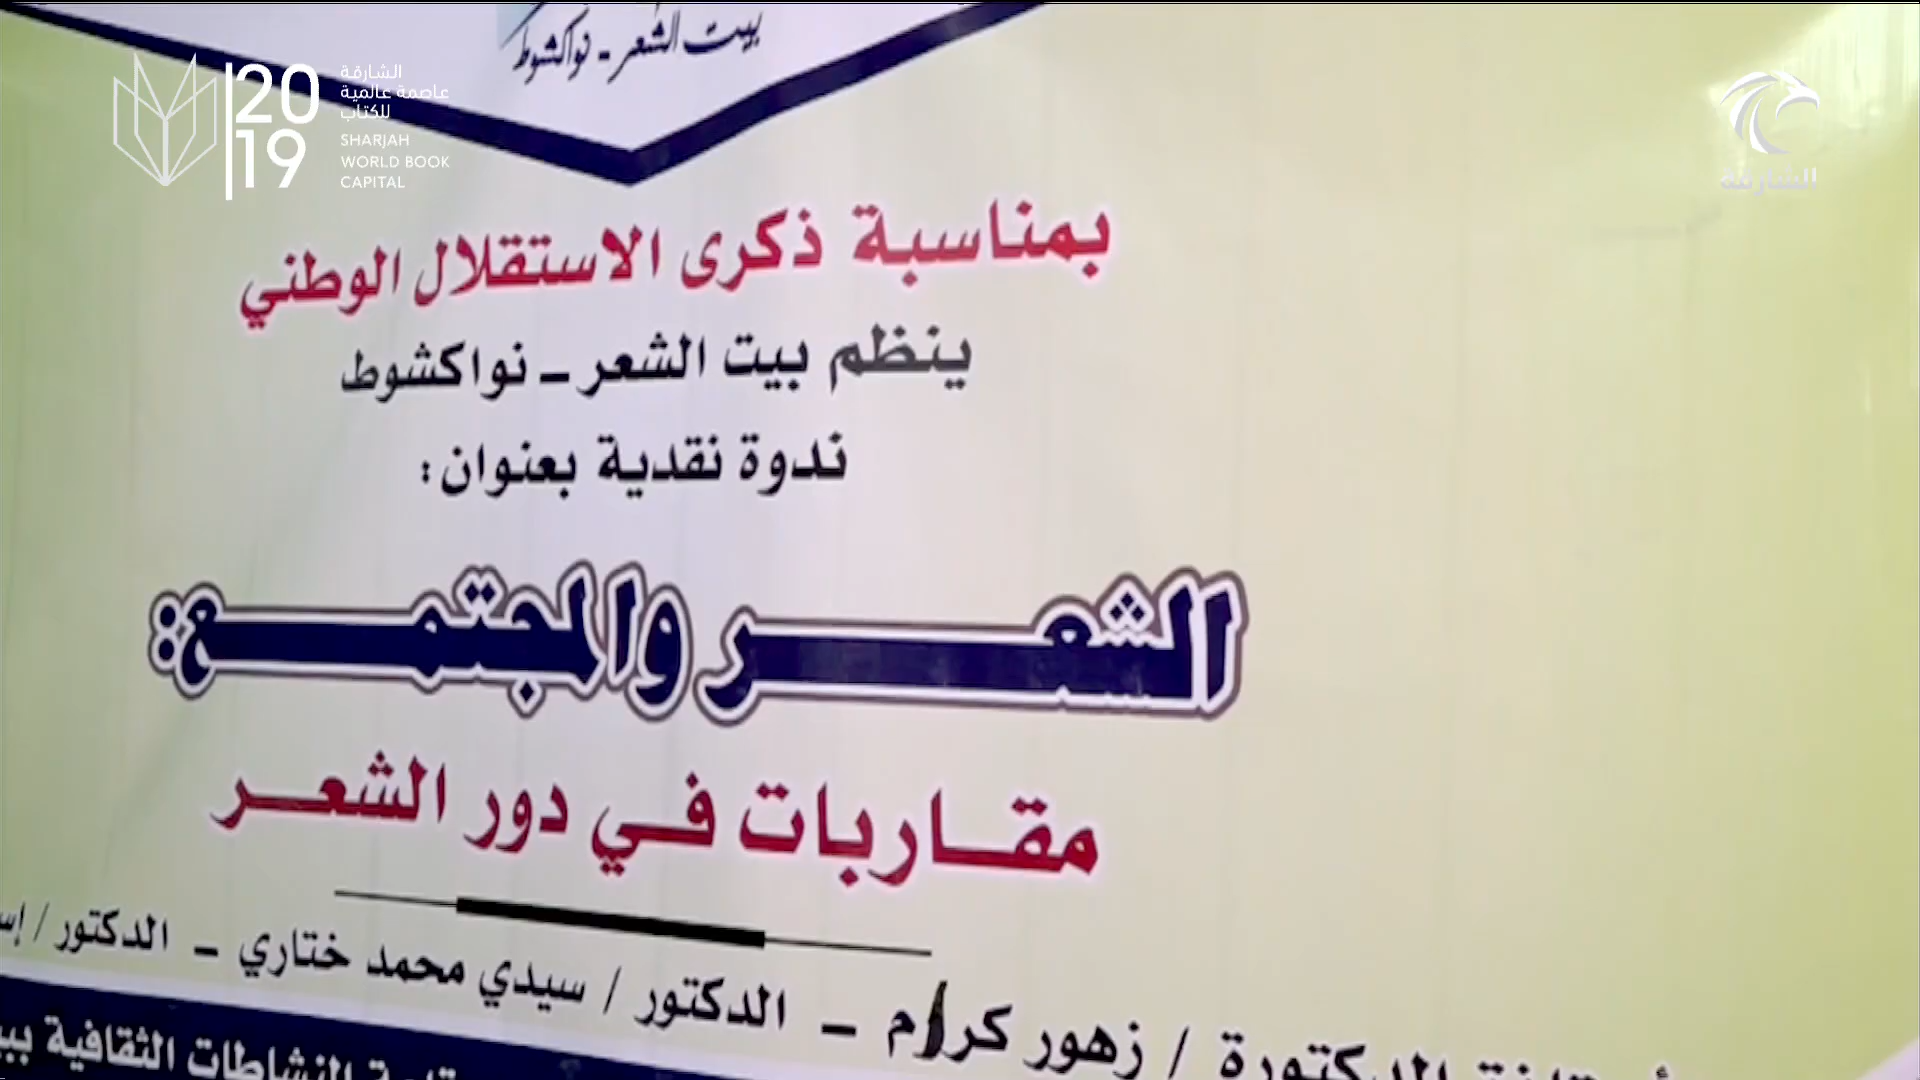 بيت الشعر - نواكشوط
2019
الشارقة
عاصمة عالمية
للكتاب
SHARJAH
WORLD BOOK
CAPITAL
الشارقة
بمناسبة ذكرى الاستقلال الوطني
ينظم بيت الشعر - نواكشوط
ندوة نقدية بعنوان :
الشعر والمجتمع:
مقاربات في دور الشعر
الدكتورة / زهور كرام - الدكتور / سيدي محمد ختاري - الدكتور /
النشاطات الثقافية